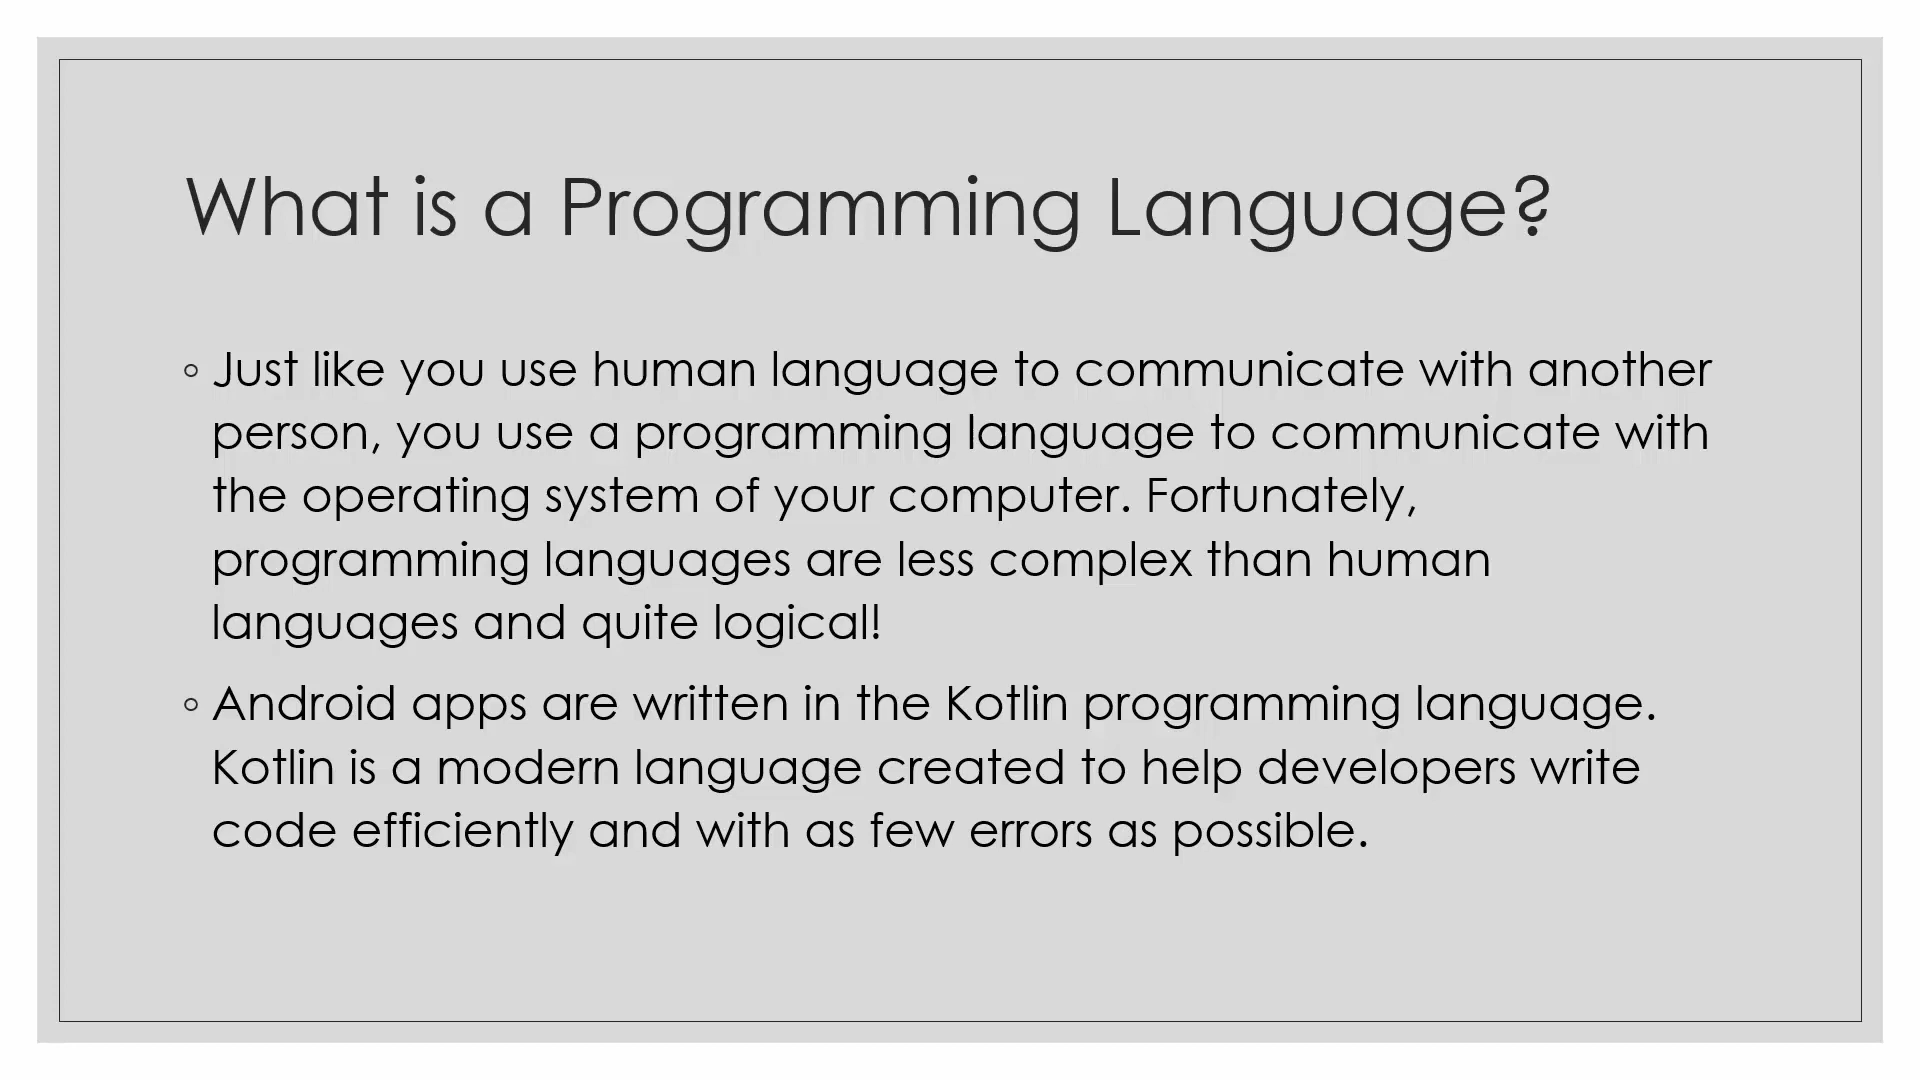 What is a Programming Language?
◦ Just like you use human language to communicate with another
person, you use a programming language to communicate with
the operating system of your computer. Fortunately,
programming languages are less complex than human
languages and quite logical!
◦ Android apps are written in the Kotlin programming language.
Kotlin is a modern language created to help developers write
code efficiently and with as few errors as possible.